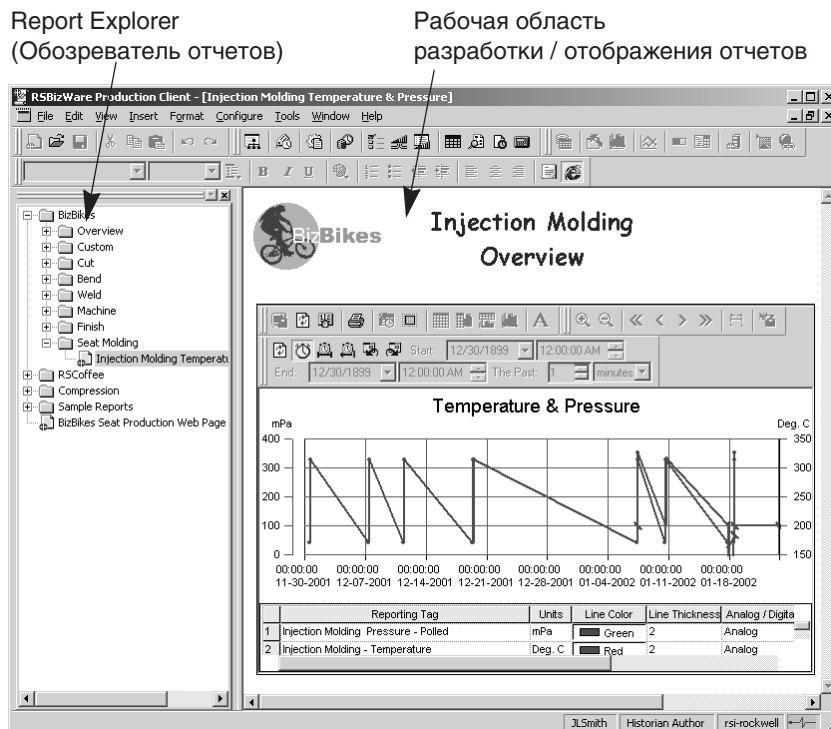 Report Explorer
(Обозреватель отчетов)
Рабочая область
разработки / отображения отчетов
RSBizWare Production Client - [Injection Molding Temperature & Pressure]
File Edit View Insert Format Configure Tools Window Help
B I U
BizBikes
Overview
Custom
Cut
Bend
Weld
Machine
Finish
Seat Molding
Injection Molding Temperatu
RSCoffee
Compression
Sample Reports
BizBikes Seat Production Web Page
BizBikes
Injection Molding
Overview
A
Start: 12/30/1899 12:00:00 AM
End: 12/30/1899 12:00:00 AM The Past: 1 minutes
Temperature & Pressure
mPa
Deg. C
400
300
200
100
0
350
300
250
200
150
00:00:00 00:00:00 00:00:00 00:00:00 00:00:00 00:00:00 00:00:00 00:00:00
11-30-2001 12-07-2001 12-14-2001 12-21-2001 12-28-2001 01-04-2002 01-11-2002 01-18-2002
Reporting Tag Units Line Color Line Thickness Analog / Digita
1 Injection Molding Pressure - Polled mPa Green 2 Analog
2 Injection Molding - Temperature Deg. C Red 2 Analog
JLSmith Historian Author rsi-rockwell